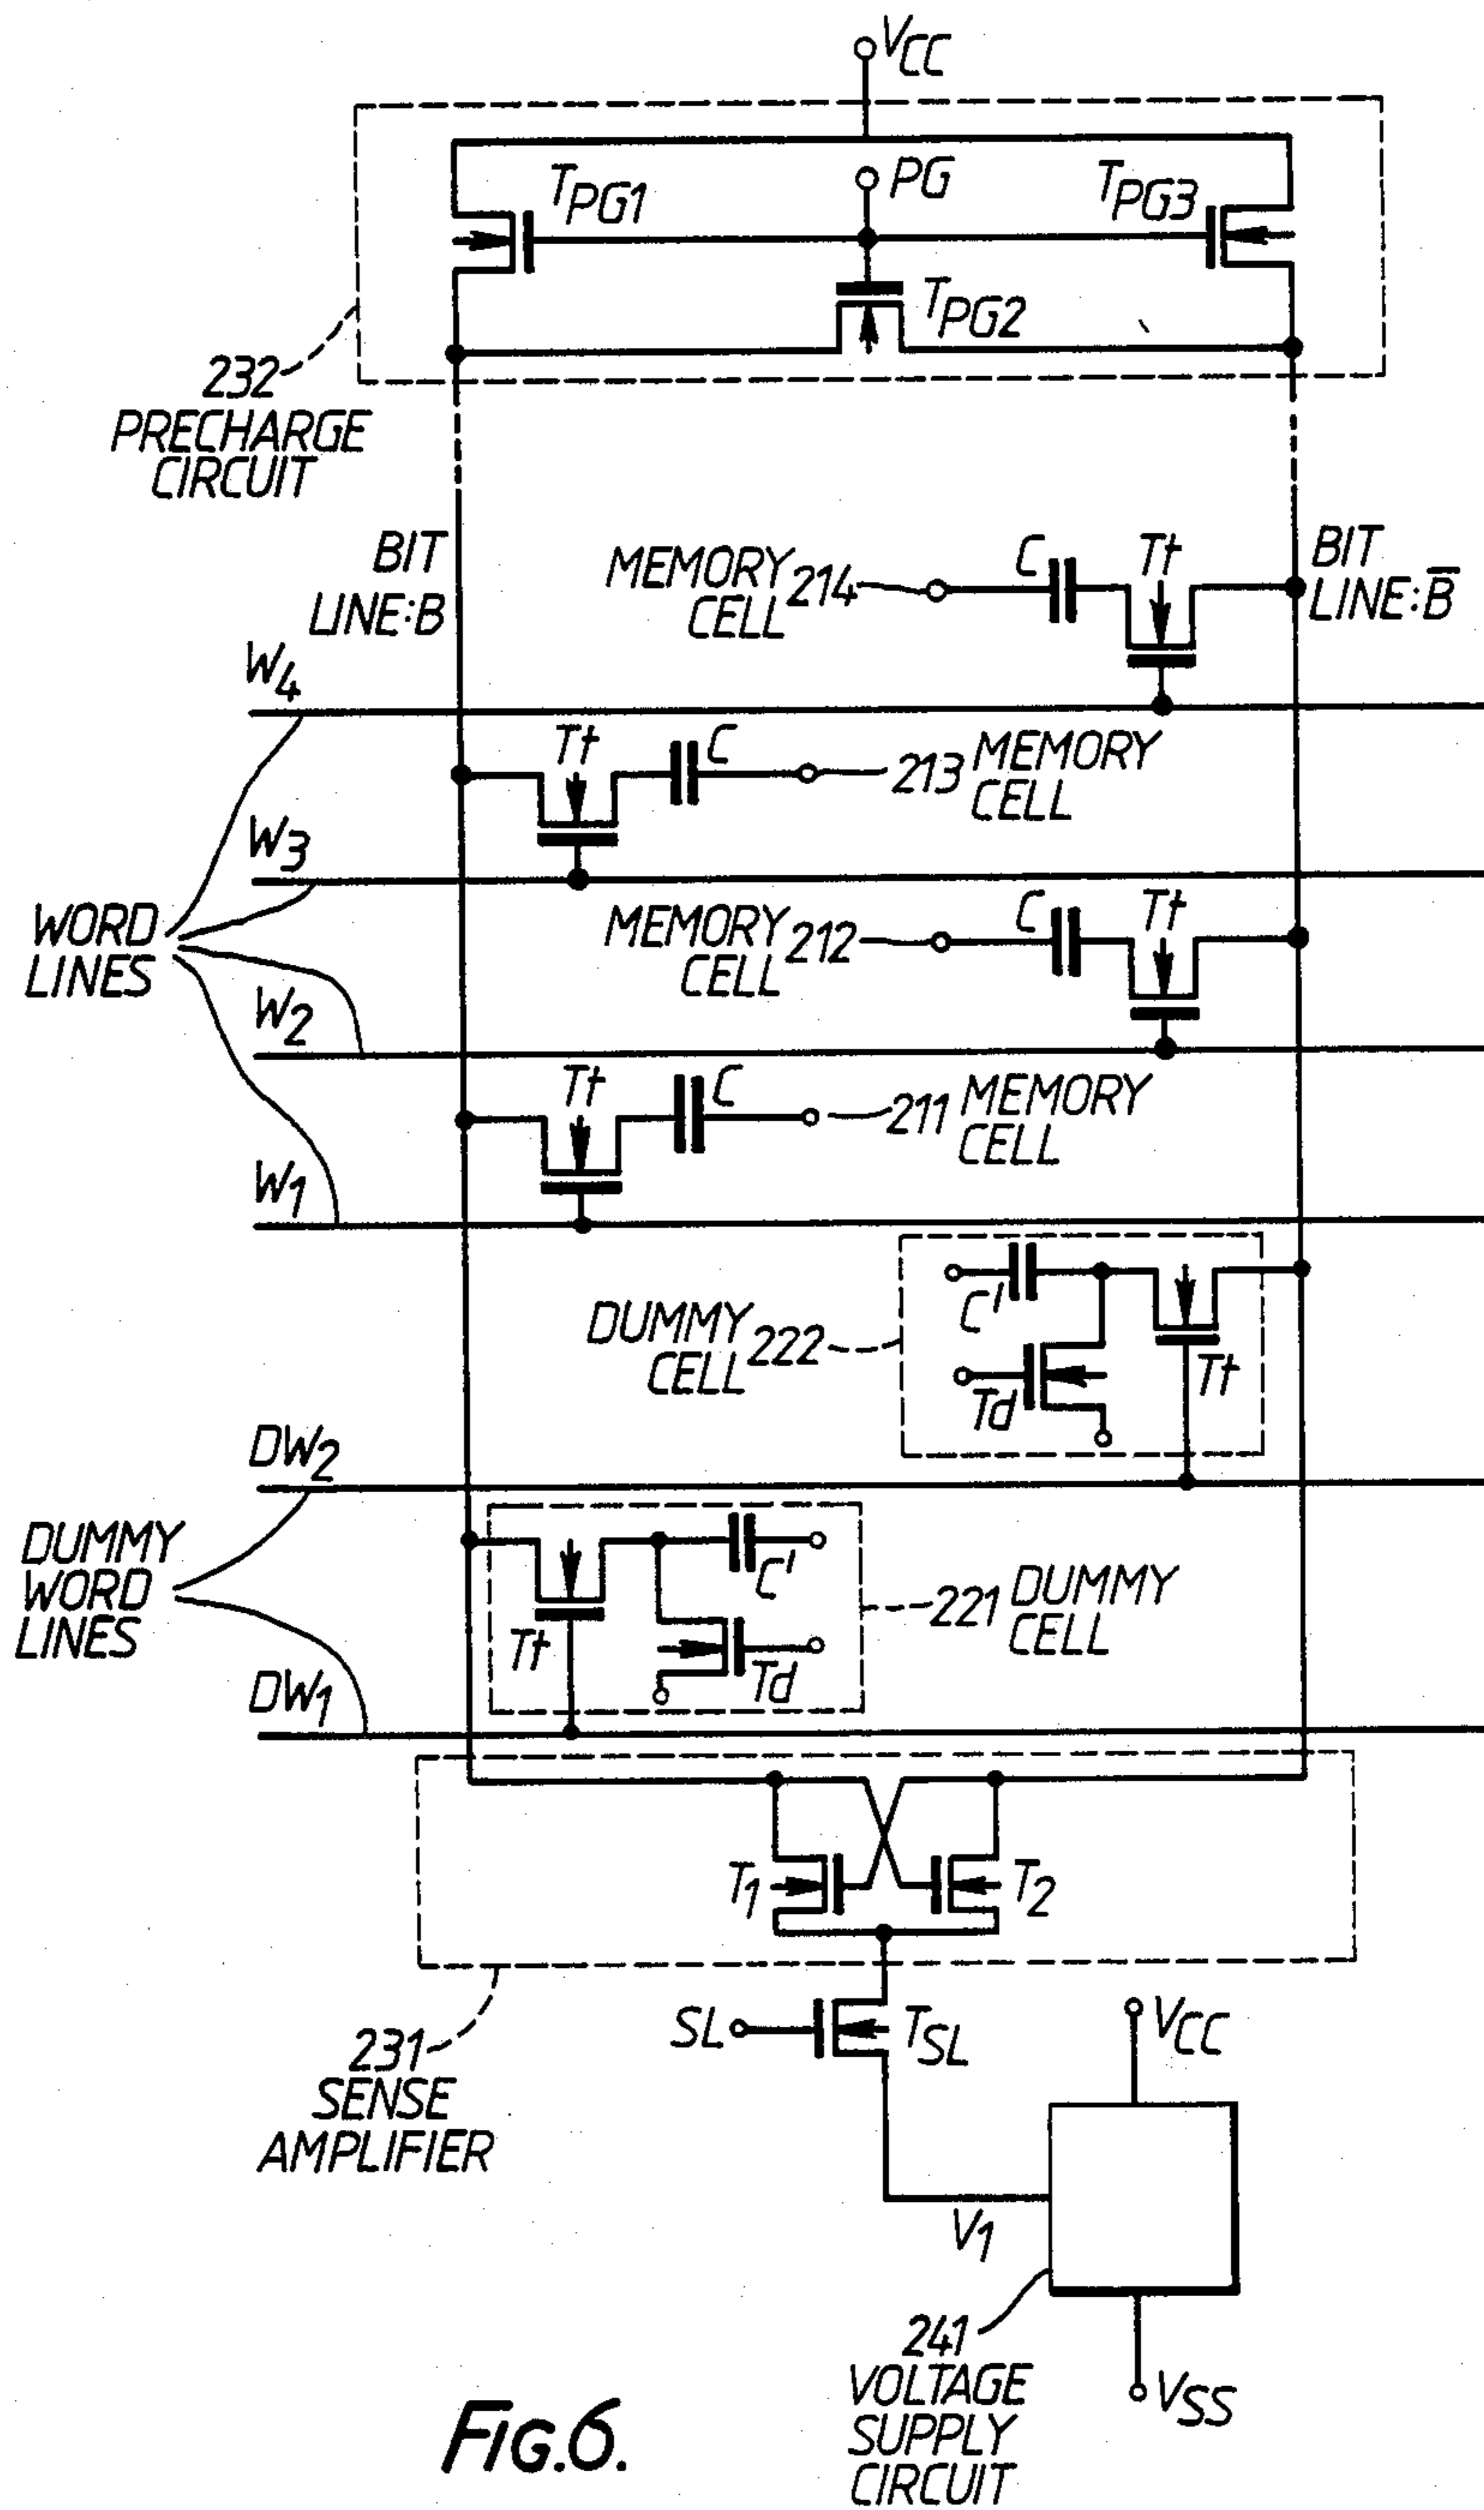 VCC
PG
TPG1
TPG3
TPG2
232
PRECHARGE
CIRCUIT
BIT
LINE:B
MEMORY
CELL
214
C
Tt
BIT
LINE:B̅
W4
Tt
C
213
MEMORY
CELL
W3
WORD
LINES
MEMORY
CELL
212
C
Tt
W2
Tt
C
211
MEMORY
CELL
W1
C'
DUMMY
CELL
222
Td
Tt
DW2
DUMMY
WORD
LINES
C'
Tt
Td
221
DUMMY
CELL
DW1
T1
T2
231
SENSE
AMPLIFIER
SL
TSL
VCC
V1
241
VOLTAGE
SUPPLY
CIRCUIT
VSS
FIG.6.